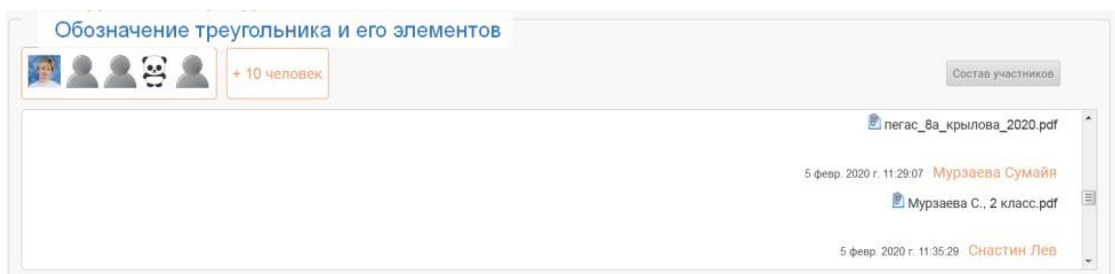 Обозначение треугольника и его элементов
+ 10 человек
Состав участников
пегас_8а_крылова_2020.pdf
5 февр. 2020 г. 11:29:07 Мурзаева Сумайя
Мурзаева С., 2 класс.pdf
5 февр. 2020 г. 11:35:29 Снастин Лев